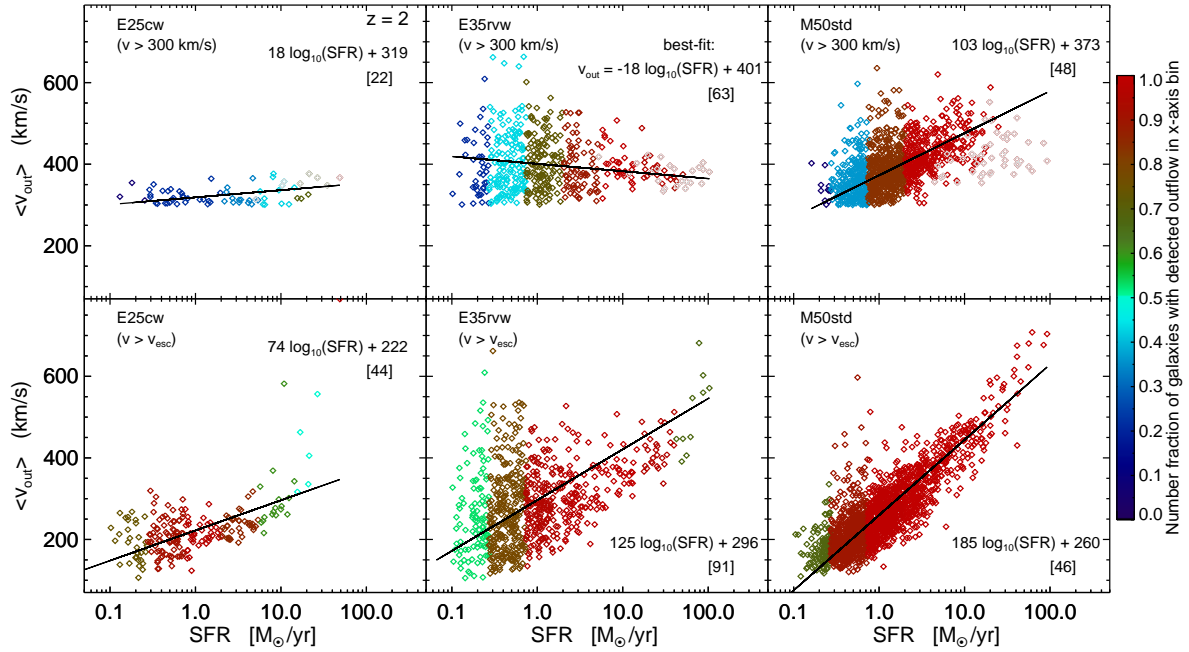 E25cw
z = 2
(v > 300 km/s)
18 log₁₀(SFR) + 319
[22]
E35rvw
(v > 300 km/s)
best-fit:
v_out = -18 log₁₀(SFR) + 401
[63]
M50std
(v > 300 km/s)
103 log₁₀(SFR) + 373
[48]
600
400
200
<v_out> (km/s)
E25cw
(v > v_esc)
74 log₁₀(SFR) + 222
[44]
E35rvw
(v > v_esc)
125 log₁₀(SFR) + 296
[91]
M50std
(v > v_esc)
185 log₁₀(SFR) + 260
[46]
600
400
200
<v_out> (km/s)
0.1 1.0 10.0 100.0
SFR [M⊙/yr]
0.1 1.0 10.0 100.0
SFR [M⊙/yr]
0.1 1.0 10.0 100.0
SFR [M⊙/yr]
1.0
0.9
0.8
0.7
0.6
0.5
0.4
0.3
0.2
0.1
0.0
Number fraction of galaxies with detected outflow in x-axis bin